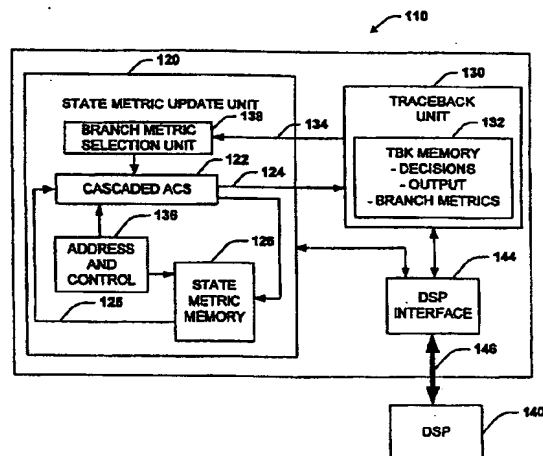 110
120
130
STATE METRIC UPDATE UNIT
138
TRACEBACK
UNIT
132
BRANCH METRIC
SELECTION UNIT
134
122
124
TBK MEMORY
- DECISIONS
- OUTPUT
- BRANCH METRICS
CASCADED ACS
136
126
ADDRESS
AND
CONTROL
STATE
METRIC
MEMORY
144
125
DSP
INTERFACE
146
140
DSP